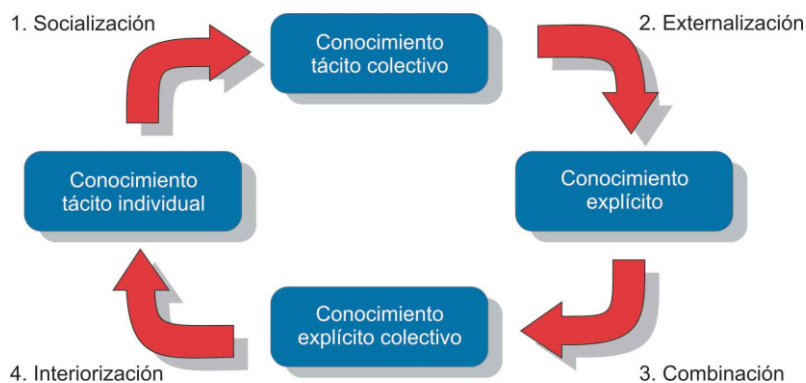 1. Socialización
Conocimiento
tácito colectivo
2. Externalización
Conocimiento
tácito individual
Conocimiento
explícito
Conocimiento
explícito colectivo
4. Interiorización
3. Combinación